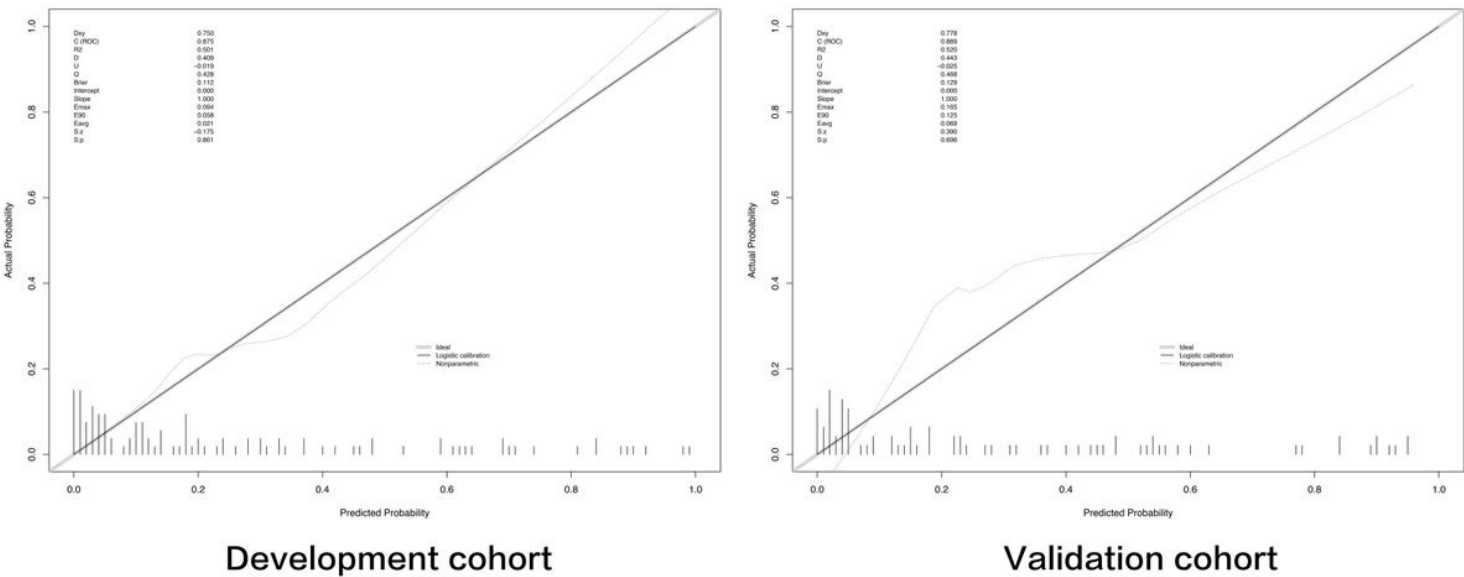 Dxy 0.750
C (ROC) 0.875
R2 0.501
D 0.409
U −0.019
Q 0.428
Brier 0.112
Intercept 0.000
Slope 1.000
Emax 0.094
E90 0.058
Eavg 0.021
S:z −0.175
S:p 0.861
Actual Probability
1.0
0.8
0.6
0.4
0.2
0.0
Ideal
Logistic calibration
Nonparametric
0.0 0.2 0.4 0.6 0.8 1.0
Predicted Probability
Development cohort
Dxy 0.778
C (ROC) 0.889
R2 0.520
D 0.443
U −0.025
Q 0.468
Brier 0.129
Intercept 0.000
Slope 1.000
Emax 0.165
E90 0.125
Eavg 0.069
S:z 0.390
S:p 0.696
Actual Probability
1.0
0.8
0.6
0.4
0.2
0.0
Ideal
Logistic calibration
Nonparametric
0.0 0.2 0.4 0.6 0.8 1.0
Predicted Probability
Validation cohort